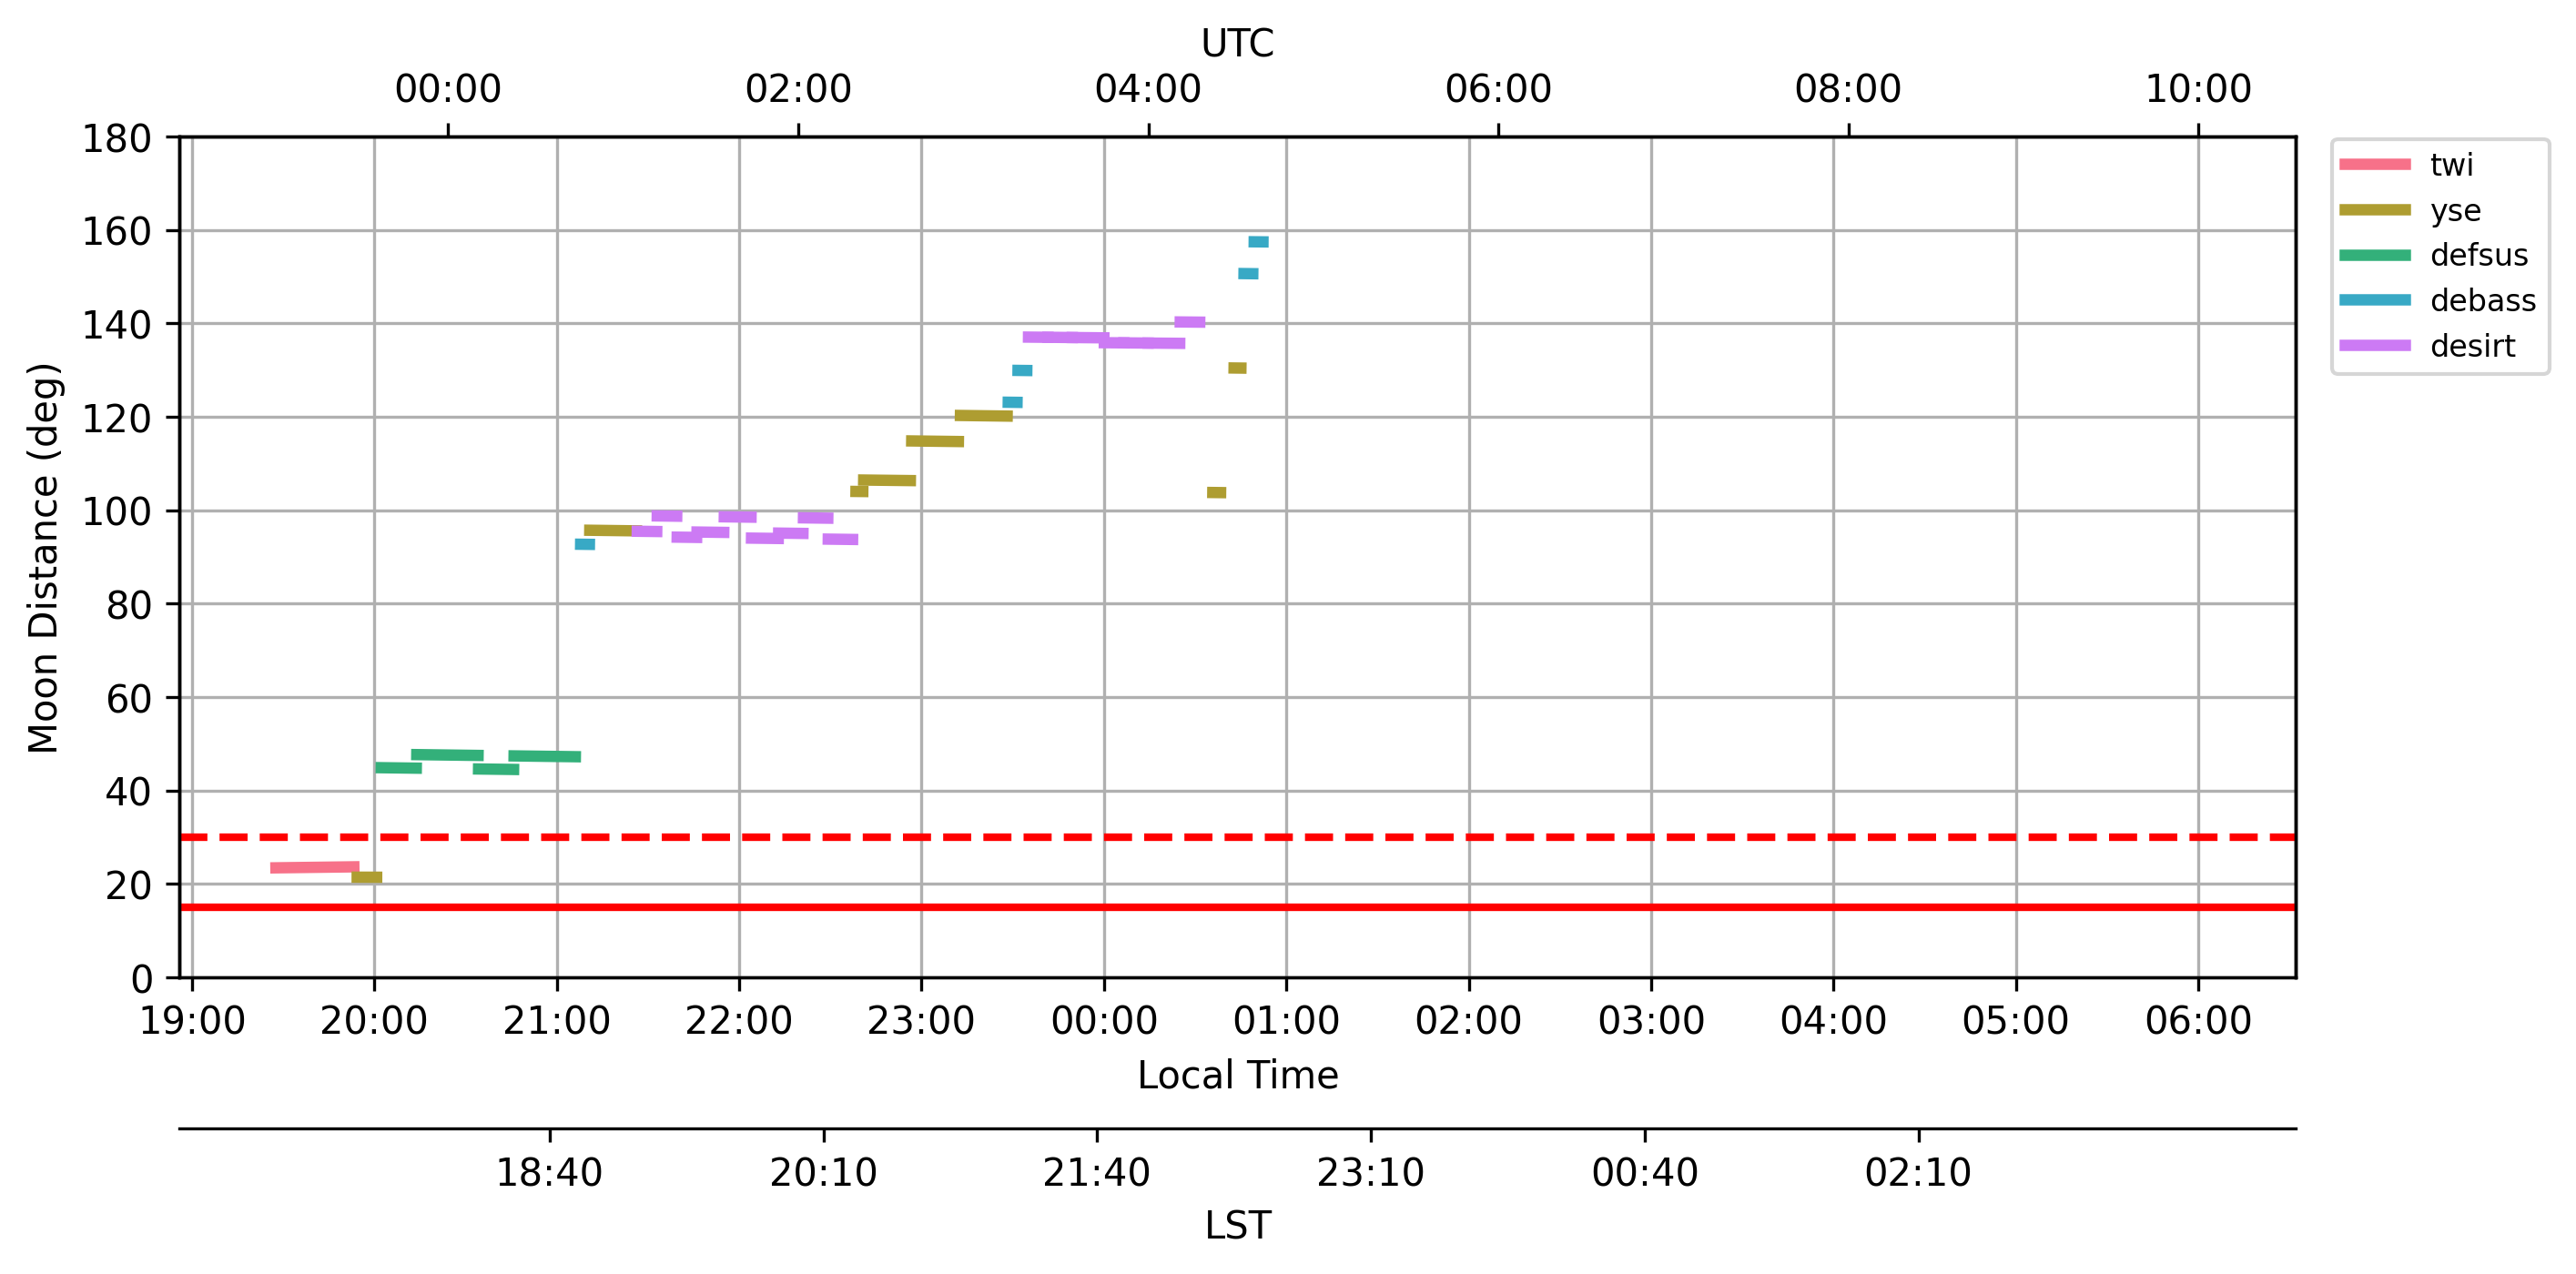 UTC
00:00 02:00 04:00 06:00 08:00 10:00
180
160
140
120
100
80
60
40
20
0
Moon Distance (deg)
twi
yse
defsus
debass
desirt
19:00 20:00 21:00 22:00 23:00 00:00 01:00 02:00 03:00 04:00 05:00 06:00
Local Time
18:40 20:10 21:40 23:10 00:40 02:10
LST